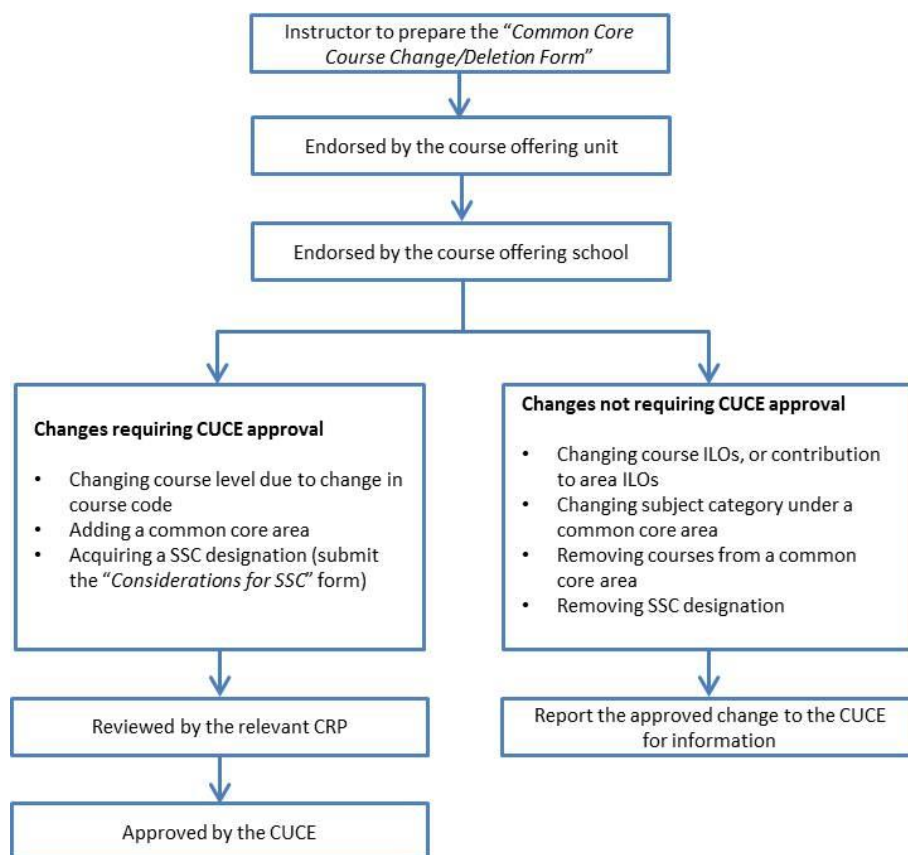 Instructor to prepare the “Common Core
Course Change/Deletion Form”
Endorsed by the course offering unit
Endorsed by the course offering school
Changes requiring CUCE approval
• Changing course level due to change in
course code
• Adding a common core area
• Acquiring a SSC designation (submit
the “Considerations for SSC” form)
Changes not requiring CUCE approval
• Changing course ILOs, or contribution
to area ILOs
• Changing subject category under a
common core area
• Removing courses from a common
core area
• Removing SSC designation
Reviewed by the relevant CRP
Report the approved change to the CUCE
for information
Approved by the CUCE